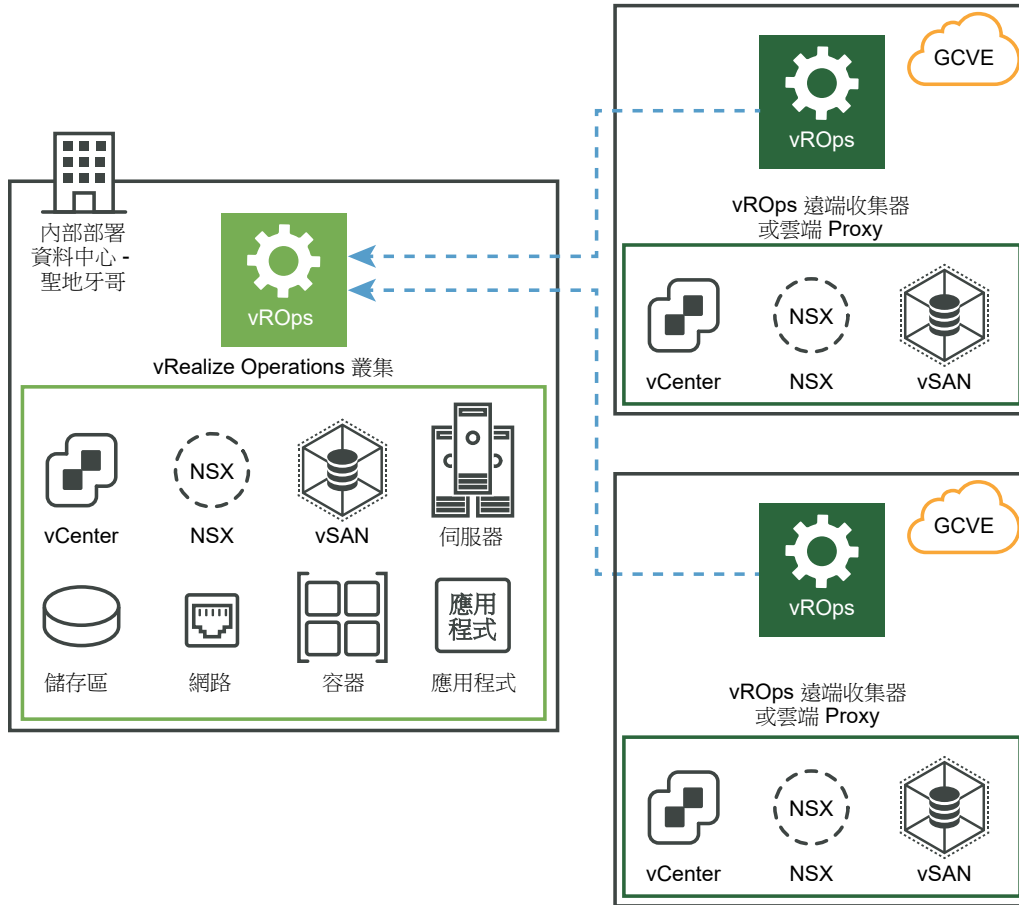 內部部署
資料中心 -
聖地牙哥
vROps
vRealize Operations 叢集
vCenter
NSX
NSX
vSAN
伺服器
儲存區
網路
容器
應用
程式
應用程式
GCVE
vROps
vROps 遠端收集器
或雲端 Proxy
vCenter
NSX
NSX
vSAN
GCVE
vROps
vROps 遠端收集器
或雲端 Proxy
vCenter
NSX
NSX
vSAN